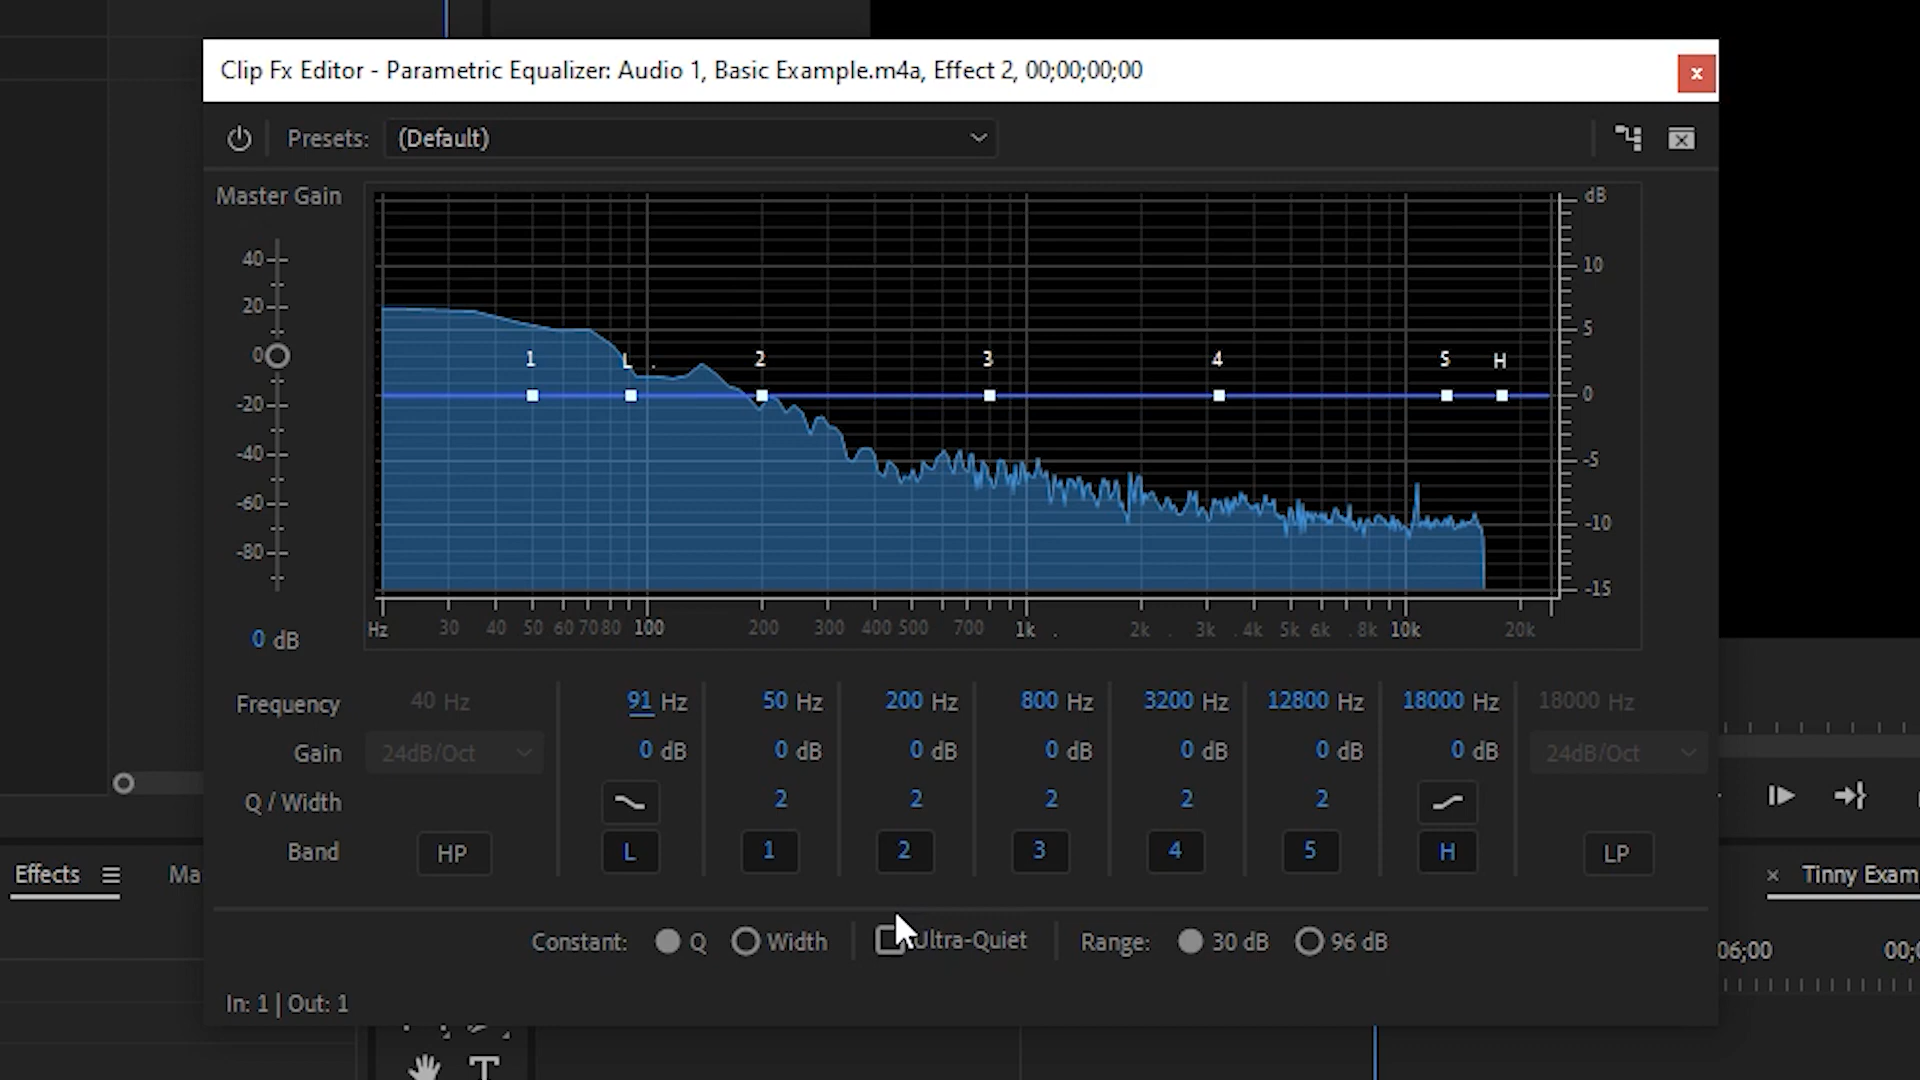 Clip Fx Editor - Parametric Equalizer: Audio 1, Basic Example.m4a, Effect 2, 00;00;00;00
x
Presets: (Default)
Master Gain
dB
40
20
0
-20
-40
-60
-80
0 dB
10
5
0
-5
-10
-15
1 L 2 3 4 5 H
Hz 30 40 50 60 70 80 100 200 300 400 500 700 1k 2k 3k 4k 5k 6k 8k 10k 20k
Frequency 40 Hz 91 Hz 50 Hz 200 Hz 800 Hz 3200 Hz 12800 Hz 18000 Hz 18000 Hz
Gain 24dB/Oct 0 dB 0 dB 0 dB 0 dB 0 dB 0 dB 0 dB 24dB/Oct
Q / Width 2 2 2 2 2
Band HP L 1 2 3 4 5 H LP
Constant: Q Width Ultra-Quiet Range: 30 dB 96 dB
In: 1 | Out: 1
Effects Ma
× Tinny Exam
06;00 00;0
T